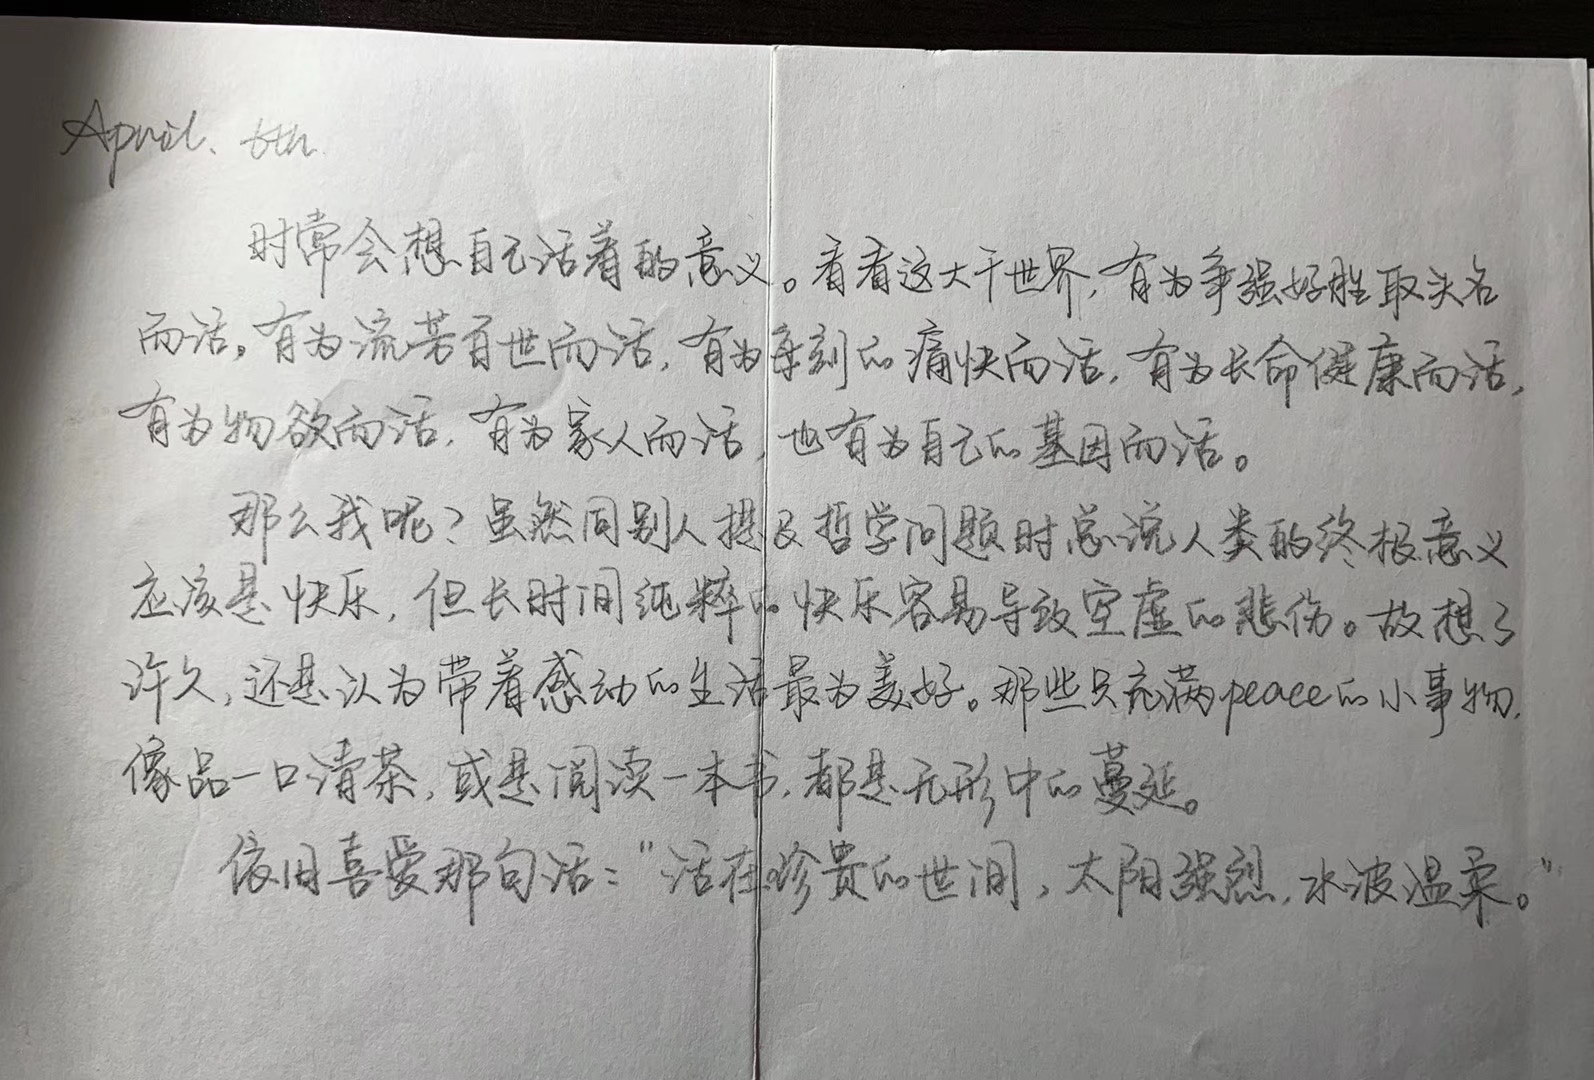 April. 6th.
时常会想自己活着的意义。看看这大千世界，有为争强好胜取头名
而活。有为流芳百世而活，有为每刻的痛快而活，有为长命健康而活，
有为物欲而活，有为家人而活，也有为自己的基因而活。
那么我呢？虽然同别人提及哲学问题时总说人类的终极意义
应该是快乐，但长时间纯粹的快乐容易导致空虚的悲伤。故想了
许久，还是认为带着感动的生活最为美好。那些只充满peace的小事物，
像品一口清茶，或是阅读一本书，都是无形中的蔓延。
依旧喜爱那句话：“活在珍贵的世间，太阳强烈，水波温柔。”